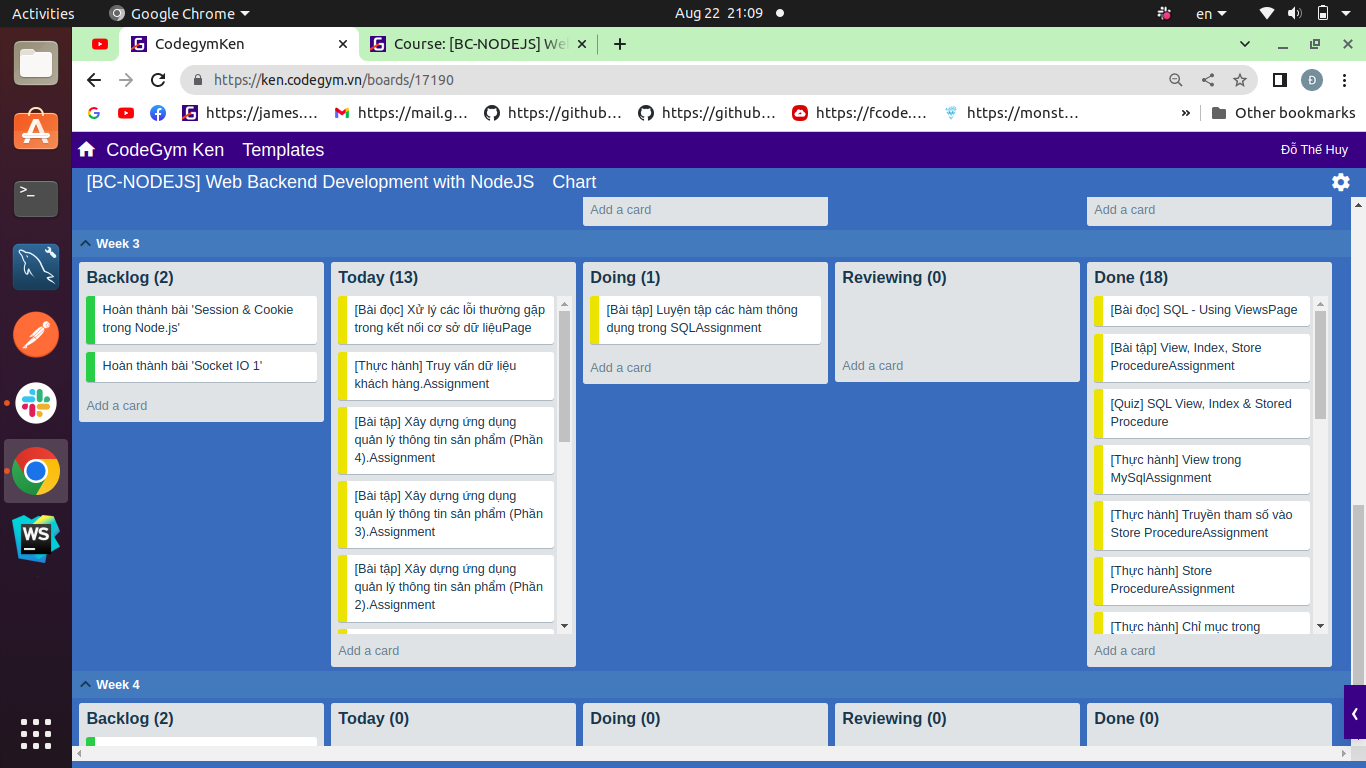 Activities
Google Chrome
Aug 22 21:09
en
CodegymKen
Course: [BC-NODEJS] We
https://ken.codegym.vn/boards/17190
Đ
https://james....
https://mail.g...
https://github...
https://github...
https://fcode....
https://monst...
»
Other bookmarks
CodeGym Ken
Templates
Đỗ Thế Huy
[BC-NODEJS] Web Backend Development with NodeJS
Chart
Add a card
Add a card
Week 3
Backlog (2)
Hoàn thành bài 'Session & Cookie
trong Node.js'
Hoàn thành bài 'Socket IO 1'
Add a card
Today (13)
[Bài đọc] Xử lý các lỗi thường gặp
trong kết nối cơ sở dữ liệuPage
[Thực hành] Truy vấn dữ liệu
khách hàng.Assignment
[Bài tập] Xây dựng ứng dụng
quản lý thông tin sản phẩm (Phần
4).Assignment
[Bài tập] Xây dựng ứng dụng
quản lý thông tin sản phẩm (Phần
3).Assignment
[Bài tập] Xây dựng ứng dụng
quản lý thông tin sản phẩm (Phần
2).Assignment
Add a card
Doing (1)
[Bài tập] Luyện tập các hàm thông
dụng trong SQLAssignment
Add a card
Reviewing (0)
Add a card
Done (18)
[Bài đọc] SQL - Using ViewsPage
[Bài tập] View, Index, Store
ProcedureAssignment
[Quiz] SQL View, Index & Stored
Procedure
[Thực hành] View trong
MySqlAssignment
[Thực hành] Truyền tham số vào
Store ProcedureAssignment
[Thực hành] Store
ProcedureAssignment
[Thực hành] Chỉ mục trong
Add a card
Week 4
Backlog (2)
Today (0)
Doing (0)
Reviewing (0)
Done (0)
>_
WS